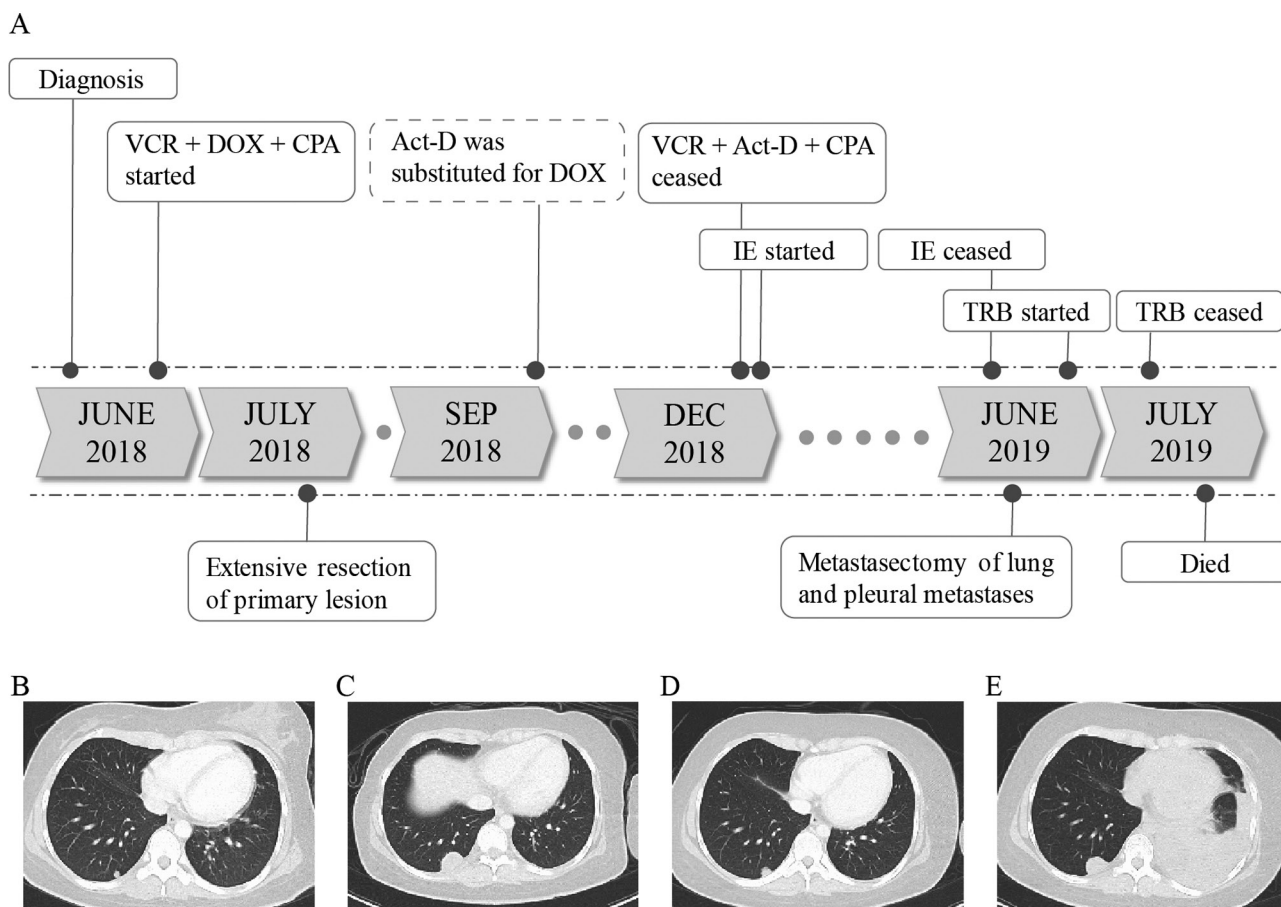 A
Diagnosis
VCR + DOX + CPA
started
Act-D was
substituted for DOX
VCR + Act-D + CPA
ceased
IE started
IE ceased
TRB started
TRB ceased
JUNE
2018
JULY
2018
SEP
2018
DEC
2018
JUNE
2019
JULY
2019
Extensive resection
of primary lesion
Metastasectomy of lung
and pleural metastases
Died
B
C
D
E